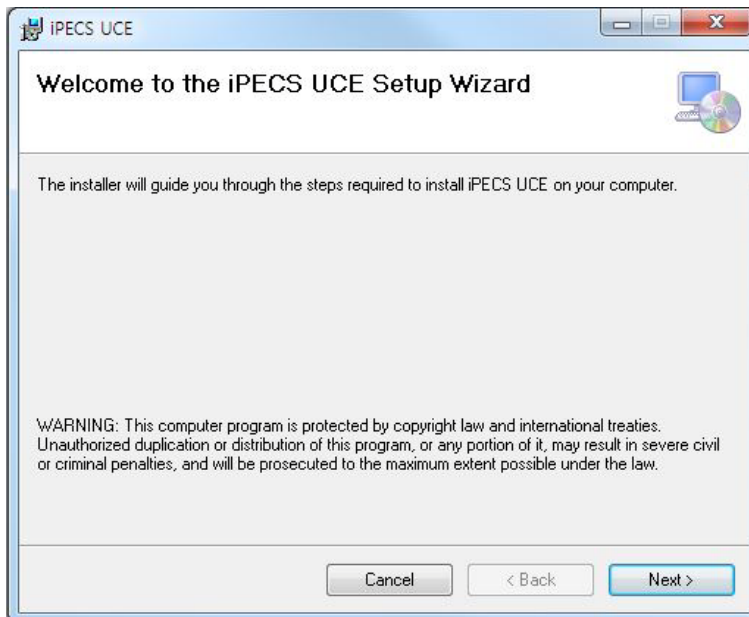 iPECS UCE
Welcome to the iPECS UCE Setup Wizard
The installer will guide you through the steps required to install iPECS UCE on your computer.
WARNING: This computer program is protected by copyright law and international treaties.
Unauthorized duplication or distribution of this program, or any portion of it, may result in severe civil
or criminal penalties, and will be prosecuted to the maximum extent possible under the law.
Cancel < Back Next >